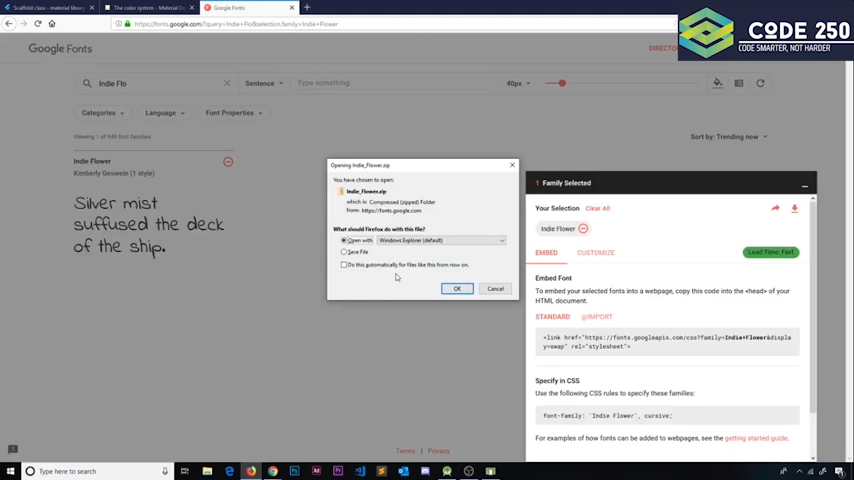 Scaffold class - material library
The color system - Material De
Google Fonts
https://fonts.google.com/?query=Indie+Flo&selection.family=Indie+Flower
CODE 250
CODE SMARTER, NOT HARDER
Google Fonts
DIRECTO
Indie Flo
Sentence
Type something
40px
Categories
Language
Font Properties
Viewing 1 of 949 font families
Sort by: Trending now
Indie Flower
Kimberly Geswein (1 style)
Silver mist
suffused the deck
of the ship.
Opening Indie_Flower.zip
You have chosen to open:
Indie_Flower.zip
which is: Compressed (zipped) Folder
from: https://fonts.google.com
What should Firefox do with this file?
Open with
Windows Explorer (default)
Save File
Do this automatically for files like this from now on.
OK
Cancel
1 Family Selected
Your Selection
Clear All
Indie Flower
EMBED
CUSTOMIZE
Load Time: Fast
Embed Font
To embed your selected fonts into a webpage, copy this code into the <head> of your
HTML document.
STANDARD
@IMPORT
<link href="https://fonts.googleapis.com/css?family=Indie+Flower&displa
y=swap" rel="stylesheet">
Specify in CSS
Use the following CSS rules to specify these families:
font-family: 'Indie Flower', cursive;
For examples of how fonts can be added to webpages, see the getting started guide.
Terms | Privacy
Type here to search